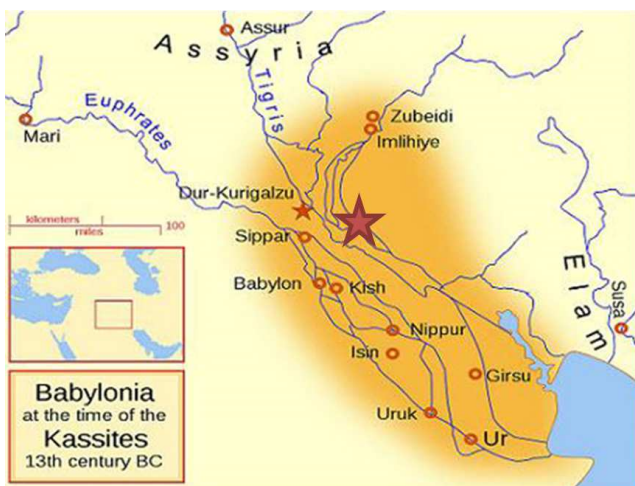 Assur
Assyria
Tigris
Euphrates
Mari
Zubeidi
Imlihiye
Dur-Kurigalzu
kilometers
miles
100
Sippar
Babylon
Kish
Elam
Susa
Nippur
Isin
Girsu
Uruk
Ur
Babylonia
at the time of the
Kassites
13th century BC